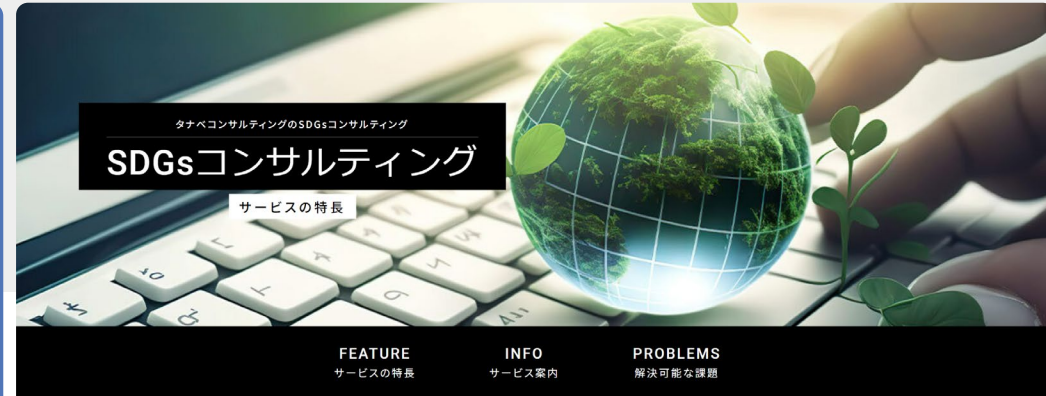 タナベコンサルティングのSDGsコンサルティング
SDGsコンサルティング
サービスの特長
FEATURE
サービスの特長
INFO
サービス案内
PROBLEMS
解決可能な課題